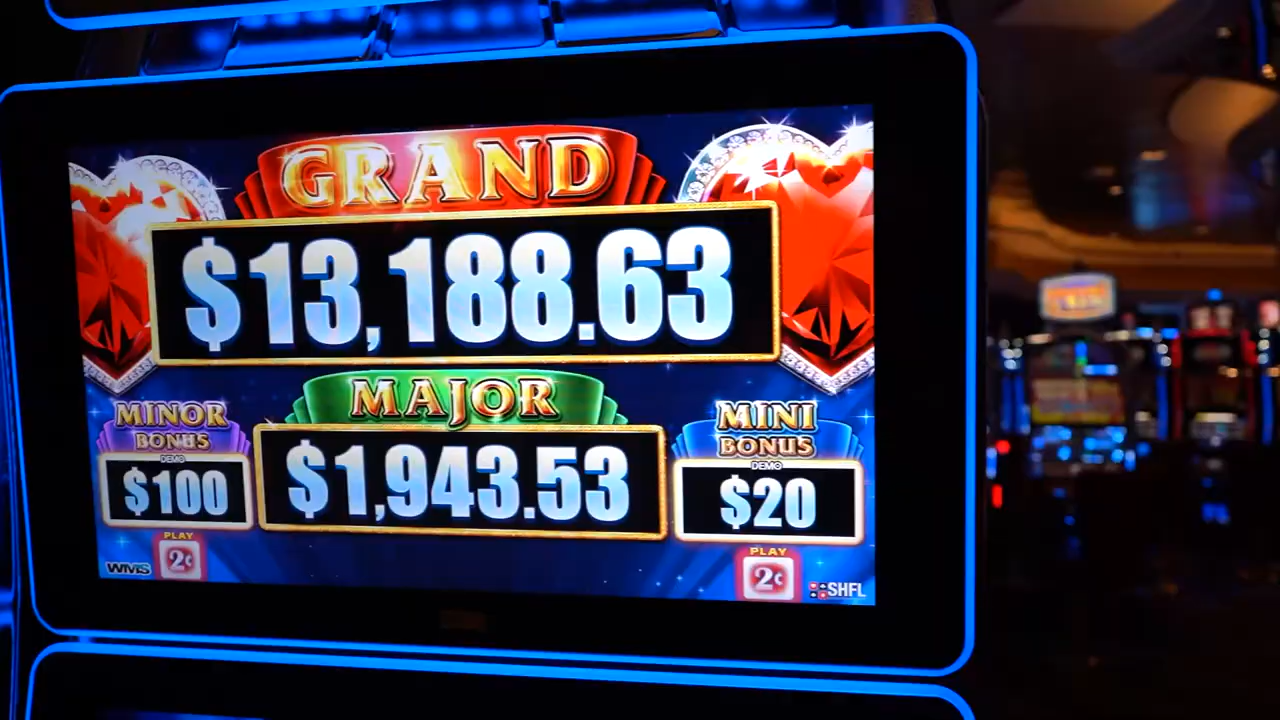 GRAND
$13,188.63
MAJOR
$1,943.53
MINOR
BONUS
DEMO
$100
PLAY
2¢
WMS
MINI
BONUS
DEMO
$20
PLAY
2¢
SHFL